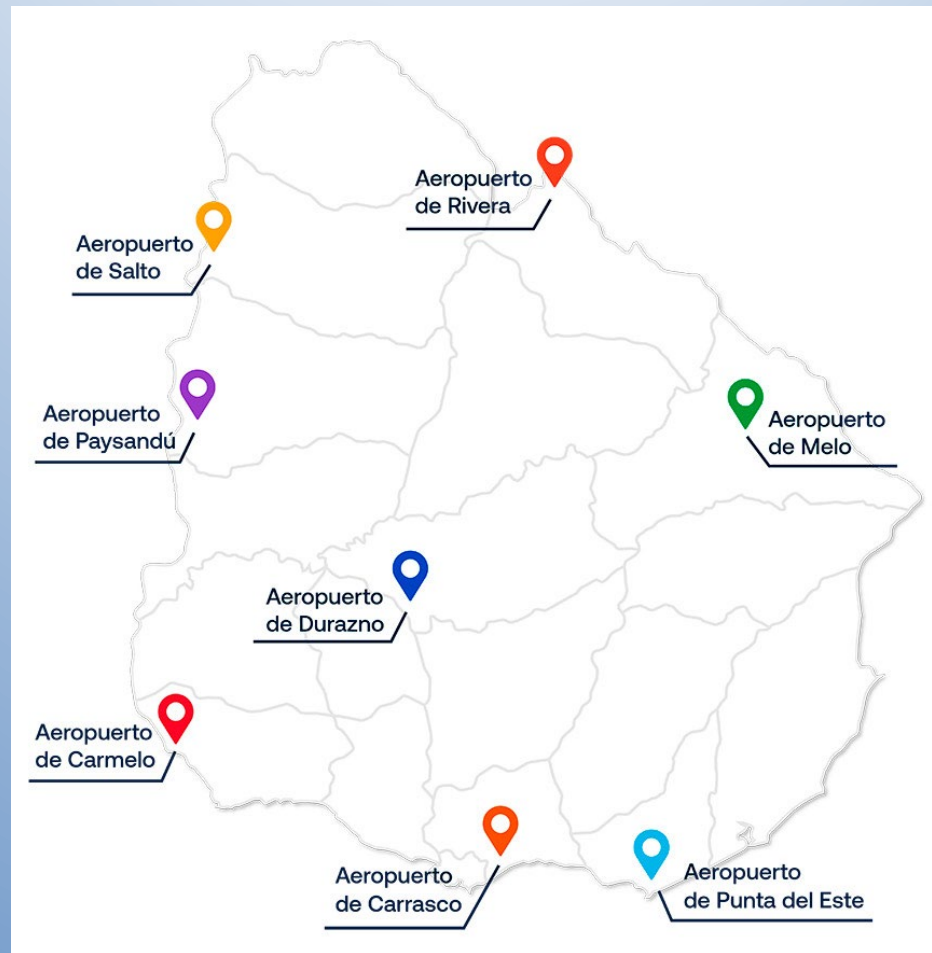 Aeropuerto
de Rivera
Aeropuerto
de Salto
Aeropuerto
de Paysandú
Aeropuerto
de Melo
Aeropuerto
de Durazno
Aeropuerto
de Carmelo
Aeropuerto
de Carrasco
Aeropuerto
de Punta del Este